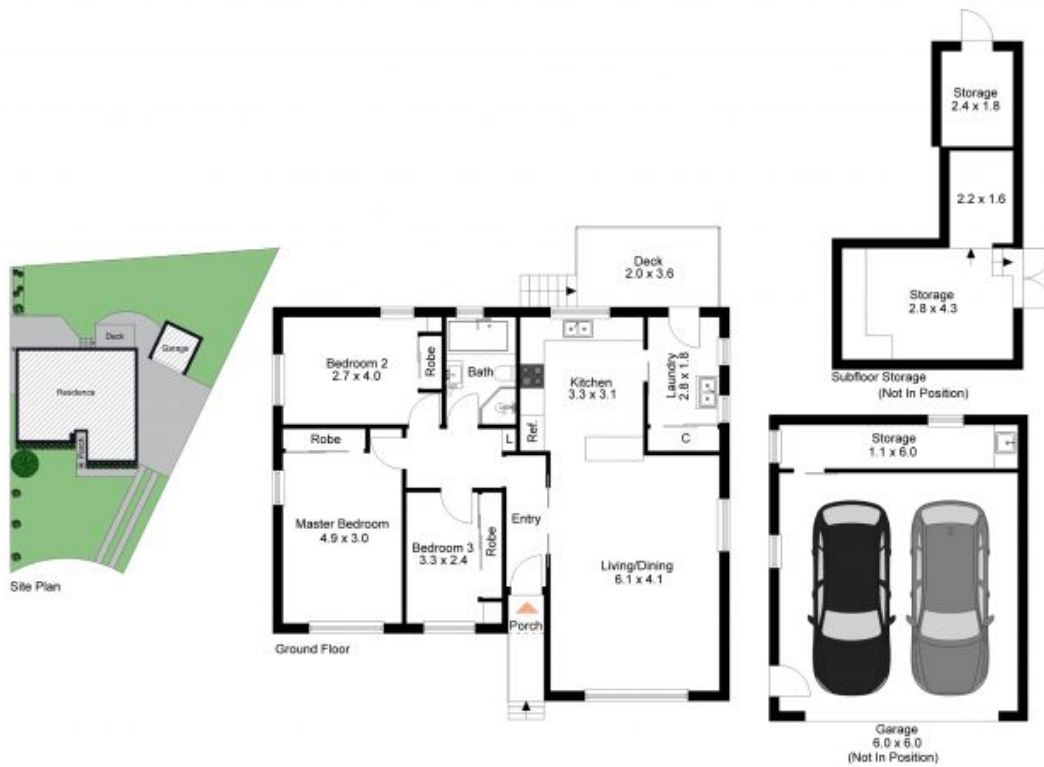 Deck
Garage
Residence
Porch
Site Plan
Deck
2.0 x 3.6
Bedroom 2
2.7 x 4.0
Robe
Bath
Kitchen
3.3 x 3.1
Laundry
2.8 x 1.8
Ref.
C
L
Robe
Master Bedroom
4.9 x 3.0
Bedroom 3
3.3 x 2.4
Robe
Entry
Living/Dining
6.1 x 4.1
Porch
Ground Floor
Storage
2.4 x 1.8
2.2 x 1.6
Storage
2.8 x 4.3
Subfloor Storage
(Not In Position)
Storage
1.1 x 6.0
Garage
6.0 x 6.0
(Not In Position)